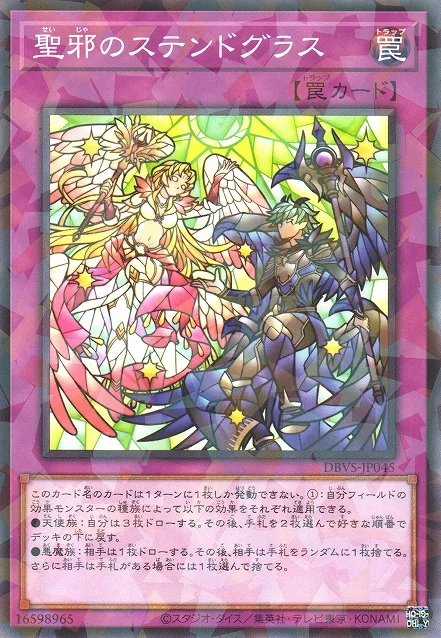 聖邪のステンドグラス
罠
【罠カード】
DBVS-JP045
このカード名のカードは1ターンに1枚しか発動できない。①：自分フィールドの
効果モンスターの種族によって以下の効果をそれぞれ適用できる。
●天使族：自分は3枚ドローする。その後、手札を2枚選んで好きな順番で
デッキの下に戻す。
●悪魔族：相手は1枚ドローする。その後、相手は手札をランダムに1枚捨てる。
さらに相手は手札がある場合には1枚選んで捨てる。
16598965
©スタジオ・ダイス／集英社・テレビ東京・KONAMI